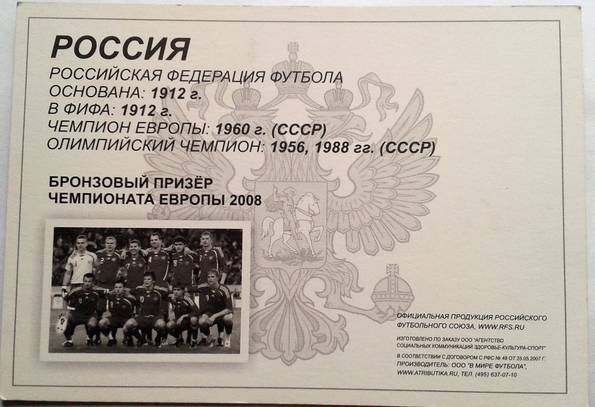 РОССИЯ
РОССИЙСКАЯ ФЕДЕРАЦИЯ ФУТБОЛА
ОСНОВАНА: 1912 г.
В ФИФА: 1912 г.
ЧЕМПИОН ЕВРОПЫ: 1960 г. (СССР)
ОЛИМПИЙСКИЙ ЧЕМПИОН: 1956, 1988 гг. (СССР)
БРОНЗОВЫЙ ПРИЗЁР
ЧЕМПИОНАТА ЕВРОПЫ 2008
ОФИЦИАЛЬНАЯ ПРОДУКЦИЯ РОССИЙСКОГО
ФУТБОЛЬНОГО СОЮЗА, WWW.RFS.RU
ИЗГОТОВЛЕНО ПО ЗАКАЗУ ООО "АГЕНТСТВО
СОЦИАЛЬНЫХ КОММУНИКАЦИЙ ЗДОРОВЬЕ-КУЛЬТУРА-СПОРТ"
В СООТВЕТСТВИИ С ДОГОВОРОМ С РФС № 48 ОТ 25.05.2007 Г.
ПРОИЗВОДИТЕЛЬ: ООО "В МИРЕ ФУТБОЛА",
WWW.ATRIBUTIKA.RU, ТЕЛ. (495) 637-07-10